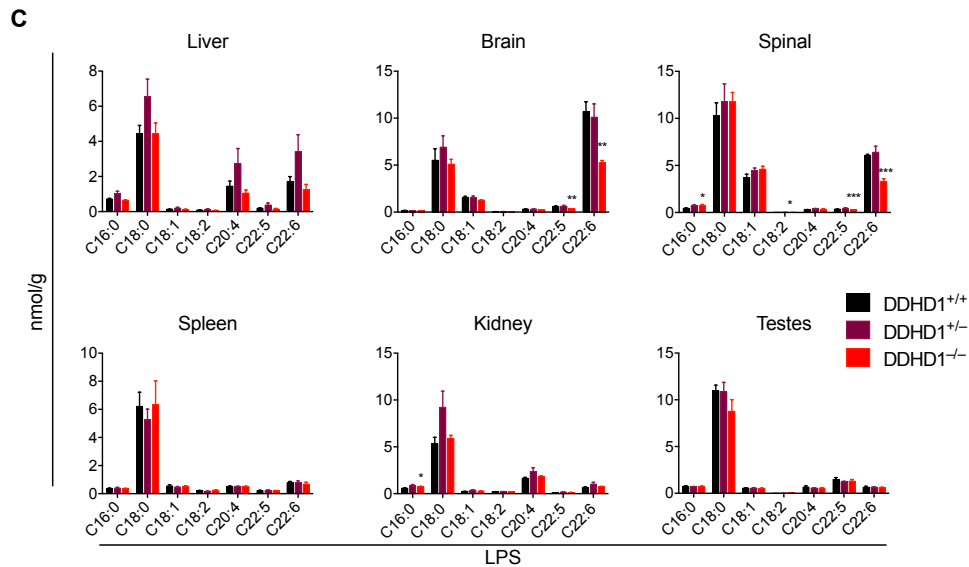 C
Liver
Brain
Spinal
8
6
4
2
0
C16:0 C18:0 C18:1 C18:2 C20:4 C22:5 C22:6
15
10
5
0
** **
C16:0 C18:0 C18:1 C18:2 C20:4 C22:5 C22:6
15
10
5
0
* * *** ***
C16:0 C18:0 C18:1 C18:2 C20:4 C22:5 C22:6
nmol/g
DDHD1+/+
DDHD1+/–
DDHD1–/–
Spleen
Kidney
Testes
10
8
6
4
2
0
C16:0 C18:0 C18:1 C18:2 C20:4 C22:5 C22:6
15
10
5
0
*
C16:0 C18:0 C18:1 C18:2 C20:4 C22:5 C22:6
15
10
5
0
C16:0 C18:0 C18:1 C18:2 C20:4 C22:5 C22:6
LPS